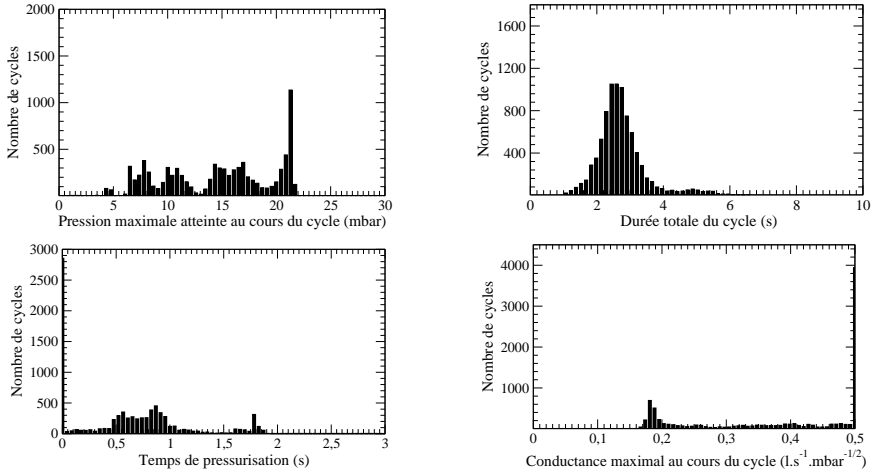 2000
1500
1000
500
Nombre de cycles
0 5 10 15 20 25 30
Pression maximale atteinte au cours du cycle (mbar)
1600
1200
800
400
Nombre de cycles
0 2 4 6 8 10
Durée totale du cycle (s)
3000
2500
2000
1500
1000
500
0
Nombre de cycles
0 0,5 1 1,5 2 2,5 3
Temps de pressurisation (s)
4000
3000
2000
1000
Nombre de cycles
0 0,1 0,2 0,3 0,4 0,5
Conductance maximal au cours du cycle (l.s⁻¹.mbar⁻¹/²)